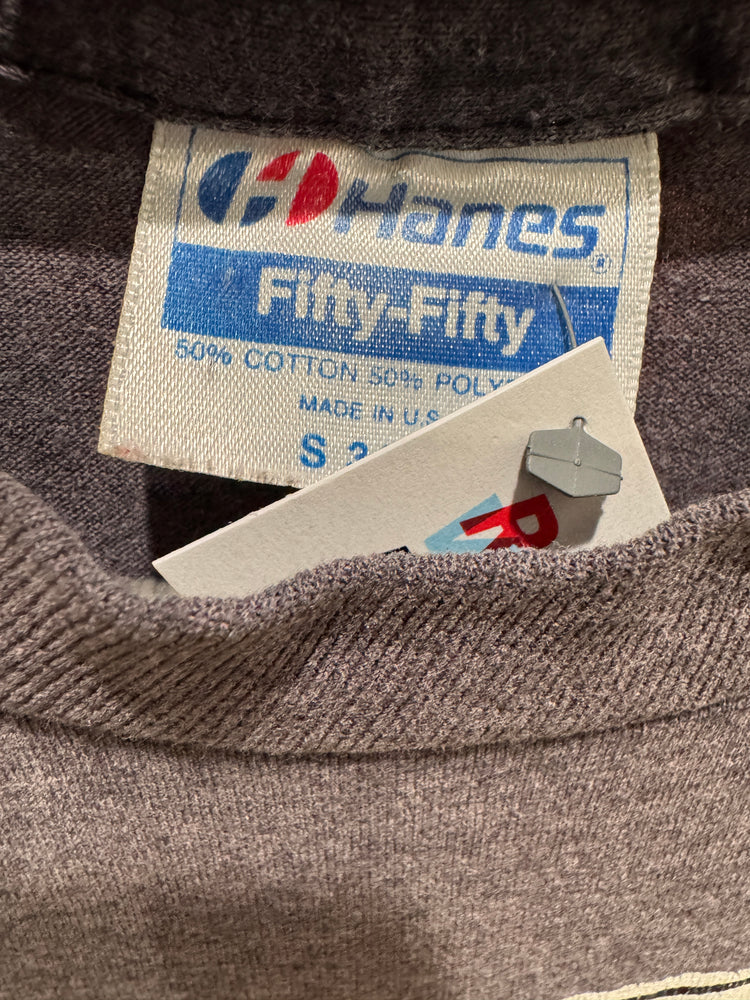 Hanes®
Fifty-Fifty
50% COTTON 50% POLY
MADE IN U.S
S